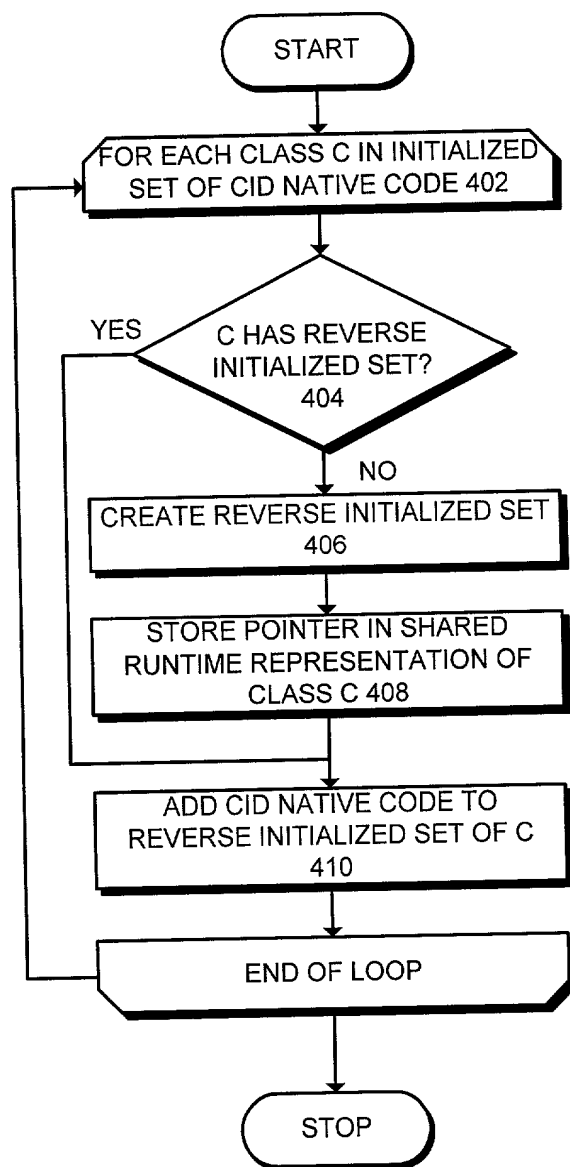 START
FOR EACH CLASS C IN INITIALIZED
SET OF CID NATIVE CODE 402
YES
C HAS REVERSE
INITIALIZED SET?
404
NO
CREATE REVERSE INITIALIZED SET
406
STORE POINTER IN SHARED
RUNTIME REPRESENTATION OF
CLASS C 408
ADD CID NATIVE CODE TO
REVERSE INITIALIZED SET OF C
410
END OF LOOP
STOP